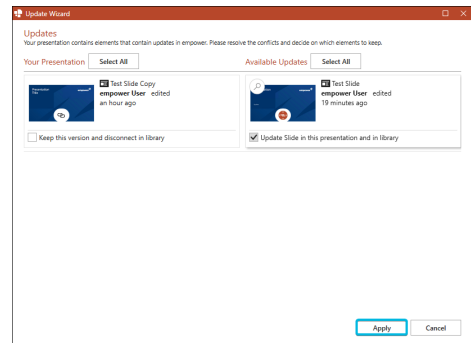 Update Wizard
Updates
Your presentation contains elements that contain updates in empower. Please resolve the conflicts and decide on which elements to keep.
Your Presentation Select All Available Updates Select All
Test Slide Copy
empower User edited
an hour ago
Test Slide
empower User edited
19 minutes ago
Keep this version and disconnect in library
Update Slide in this presentation and in library
Apply Cancel